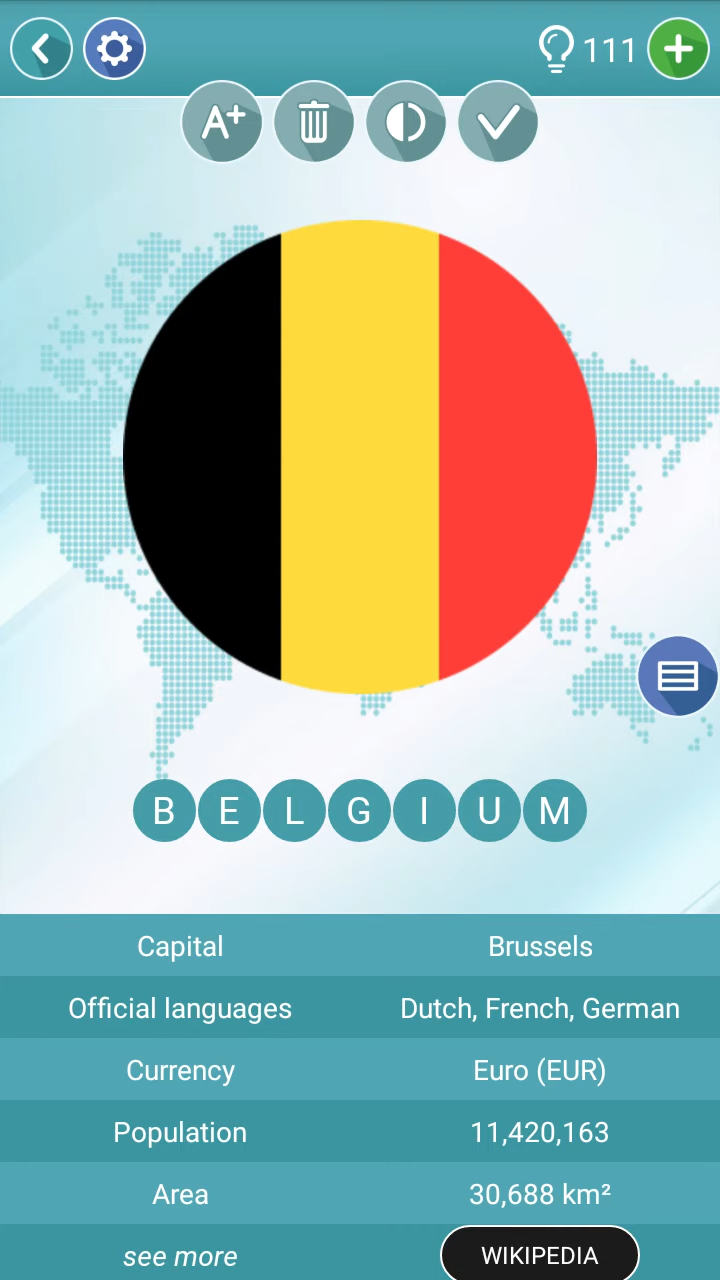 111
A+
BELGIUM
Capital Brussels
Official languages Dutch, French, German
Currency Euro (EUR)
Population 11,420,163
Area 30,688 km²
see more WIKIPEDIA